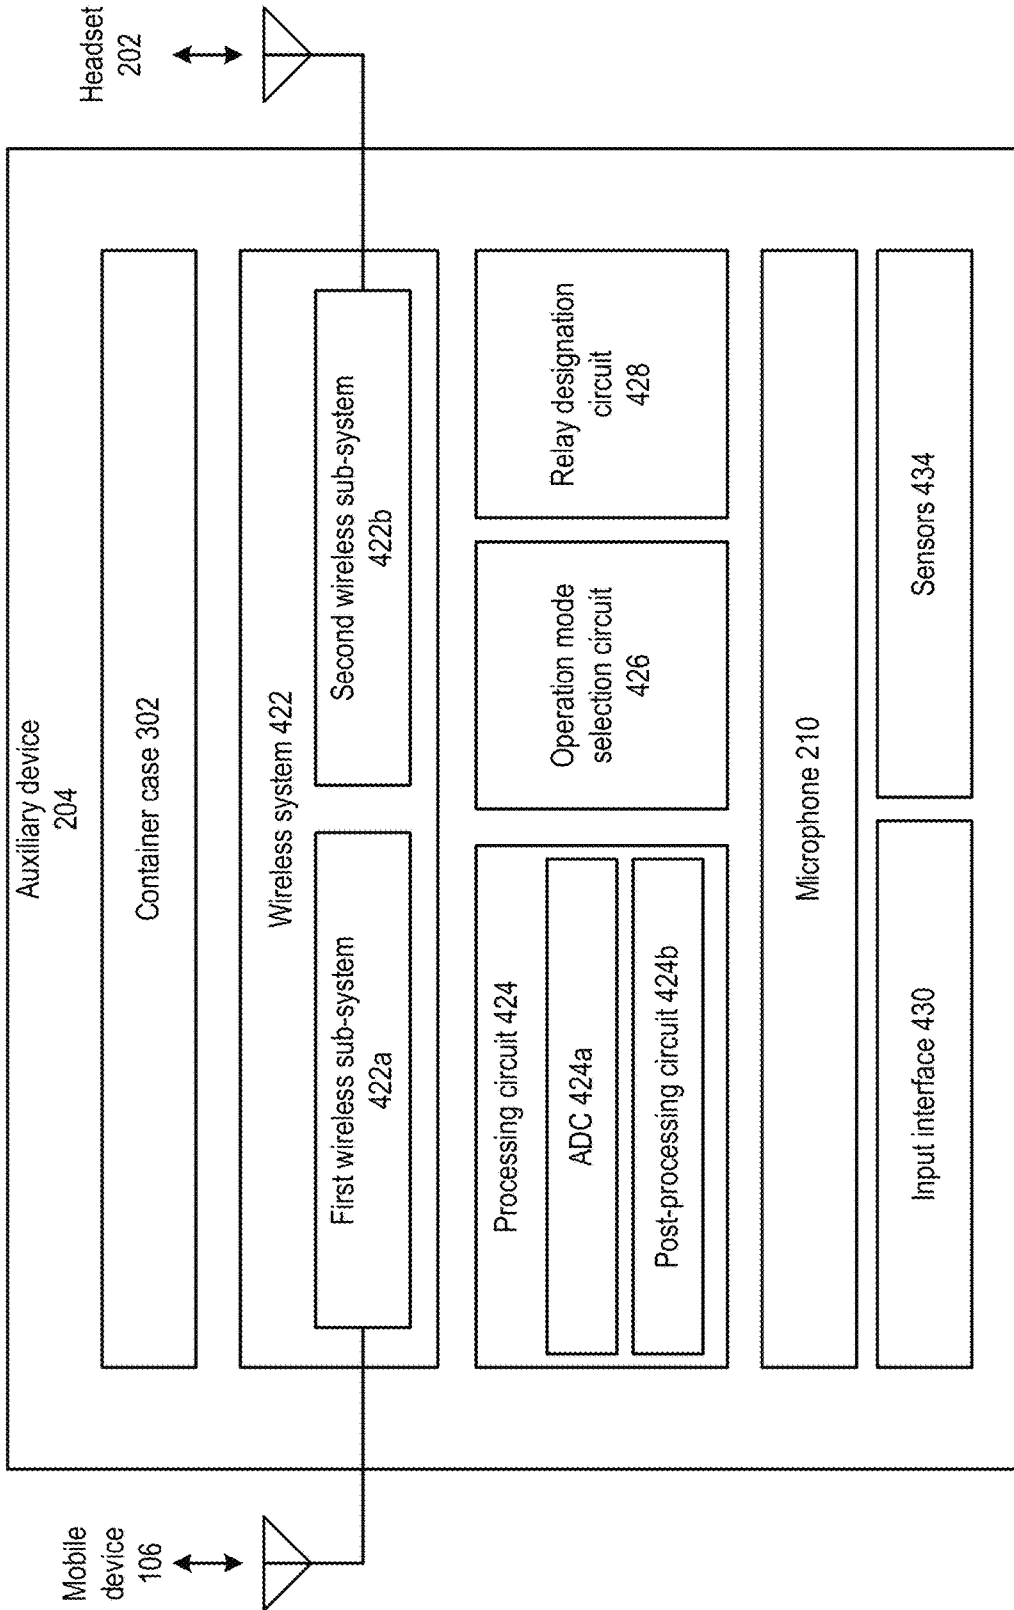 Auxiliary device
204
Mobile
device
106
Headset
202
Container case 302
Wireless system 422
First wireless sub-system
422a
Second wireless sub-system
422b
Processing circuit 424
ADC 424a
Post-processing circuit 424b
Operation mode
selection circuit
426
Relay designation
circuit
428
Microphone 210
Input interface 430
Sensors 434